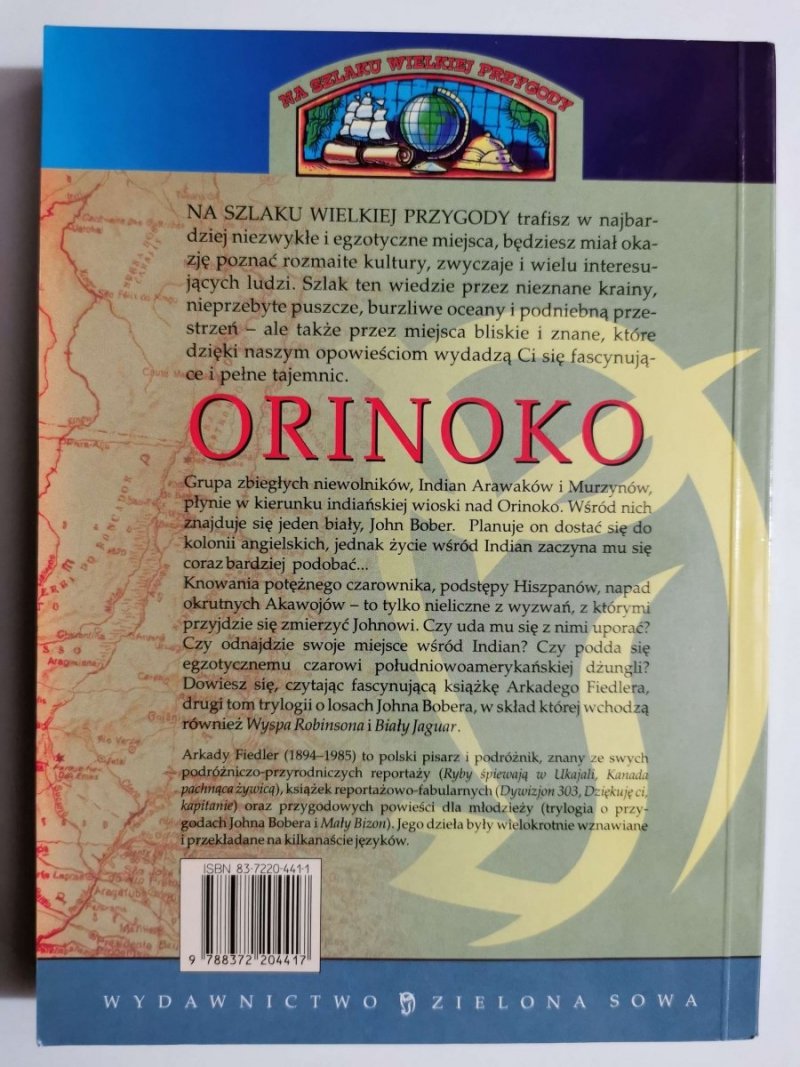 NA SZLAKU WIELKIEJ PRZYGODY
NA SZLAKU WIELKIEJ PRZYGODY trafisz w najbar-
dziej niezwykłe i egzotyczne miejsca, będziesz miał oka-
zję poznać rozmaite kultury, zwyczaje i wielu interesu-
jących ludzi. Szlak ten wiedzie przez nieznane krainy,
nieprzebyte puszcze, burzliwe oceany i podniebną prze-
strzeń – ale także przez miejsca bliskie i znane, które
dzięki naszym opowieściom wydadzą Ci się fascynują-
ce i pełne tajemnic.
ORINOKO
Grupa zbiegłych niewolników, Indian Arawaków i Murzynów,
płynie w kierunku indiańskiej wioski nad Orinoko. Wśród nich
znajduje się jeden biały, John Bober. Planuje on dostać się do
kolonii angielskich, jednak życie wśród Indian zaczyna mu się
coraz bardziej podobać...
Knowania potężnego czarownika, podstępy Hiszpanów, napad
okrutnych Akawojów – to tylko nieliczne z wyzwań, z którymi
przyjdzie się zmierzyć Johnowi. Czy uda mu się z nimi uporać?
Czy odnajdzie swoje miejsce wśród Indian? Czy podda się
egzotycznemu czarowi południowoamerykańskiej dżungli?
Dowiesz się, czytając fascynującą książkę Arkadego Fiedlera,
drugi tom trylogii o losach Johna Bobera, w skład której wchodzą
również Wyspa Robinsona i Biały Jaguar.
Arkady Fiedler (1894–1985) to polski pisarz i podróżnik, znany ze swych
podróżniczo-przyrodniczych reportaży (Ryby śpiewają w Ukajali, Kanada
pachnąca żywicą), książek reportażowo-fabularnych (Dywizjon 303, Dziękuję ci,
kapitanie) oraz przygodowych powieści dla młodzieży (trylogia o przy-
godach Johna Bobera i Mały Bizon). Jego dzieła były wielokrotnie wznawiane
i przekładane na kilkanaście języków.
ISBN 83-7220-441-1
9 788372 204417
WYDAWNICTWO ZIELONA SOWA